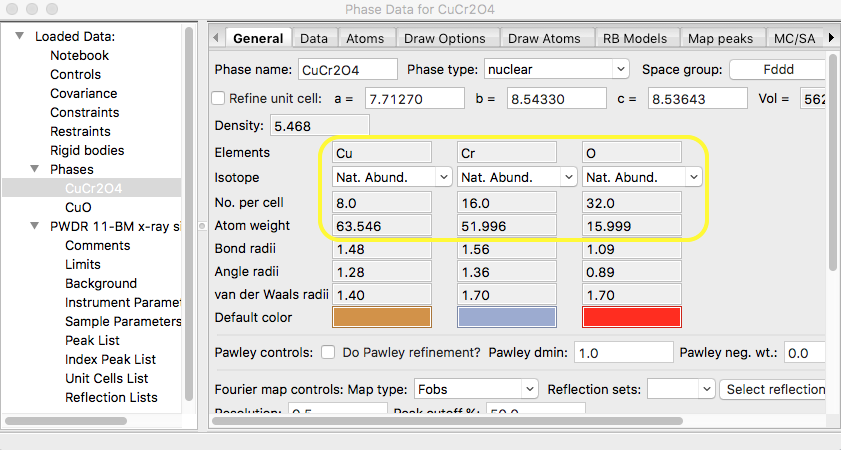 Phase Data for CuCr2O4
Loaded Data:
Notebook
Controls
Covariance
Constraints
Restraints
Rigid bodies
Phases
CuCr2O4
CuO
PWDR 11-BM x-ray si
Comments
Limits
Background
Instrument Parameter
Sample Parameters
Peak List
Index Peak List
Unit Cells List
Reflection Lists
General Data Atoms Draw Options Draw Atoms RB Models Map peaks MC/SA
Phase name: CuCr2O4 Phase type: nuclear Space group: Fddd
Refine unit cell: a = 7.71270 b = 8.54330 c = 8.53643 Vol = 562
Density: 5.468
Elements Cu Cr O
Isotope Nat. Abund. Nat. Abund. Nat. Abund.
No. per cell 8.0 16.0 32.0
Atom weight 63.546 51.996 15.999
Bond radii 1.48 1.56 1.09
Angle radii 1.28 1.36 0.89
van der Waals radii 1.40 1.70 1.70
Default color
Pawley controls: Do Pawley refinement? Pawley dmin: 1.0 Pawley neg. wt.: 0.0
Fourier map controls: Map type: Fobs Reflection sets: Select reflection
Resolution: 0.5 Peak cutoff %: 50.0